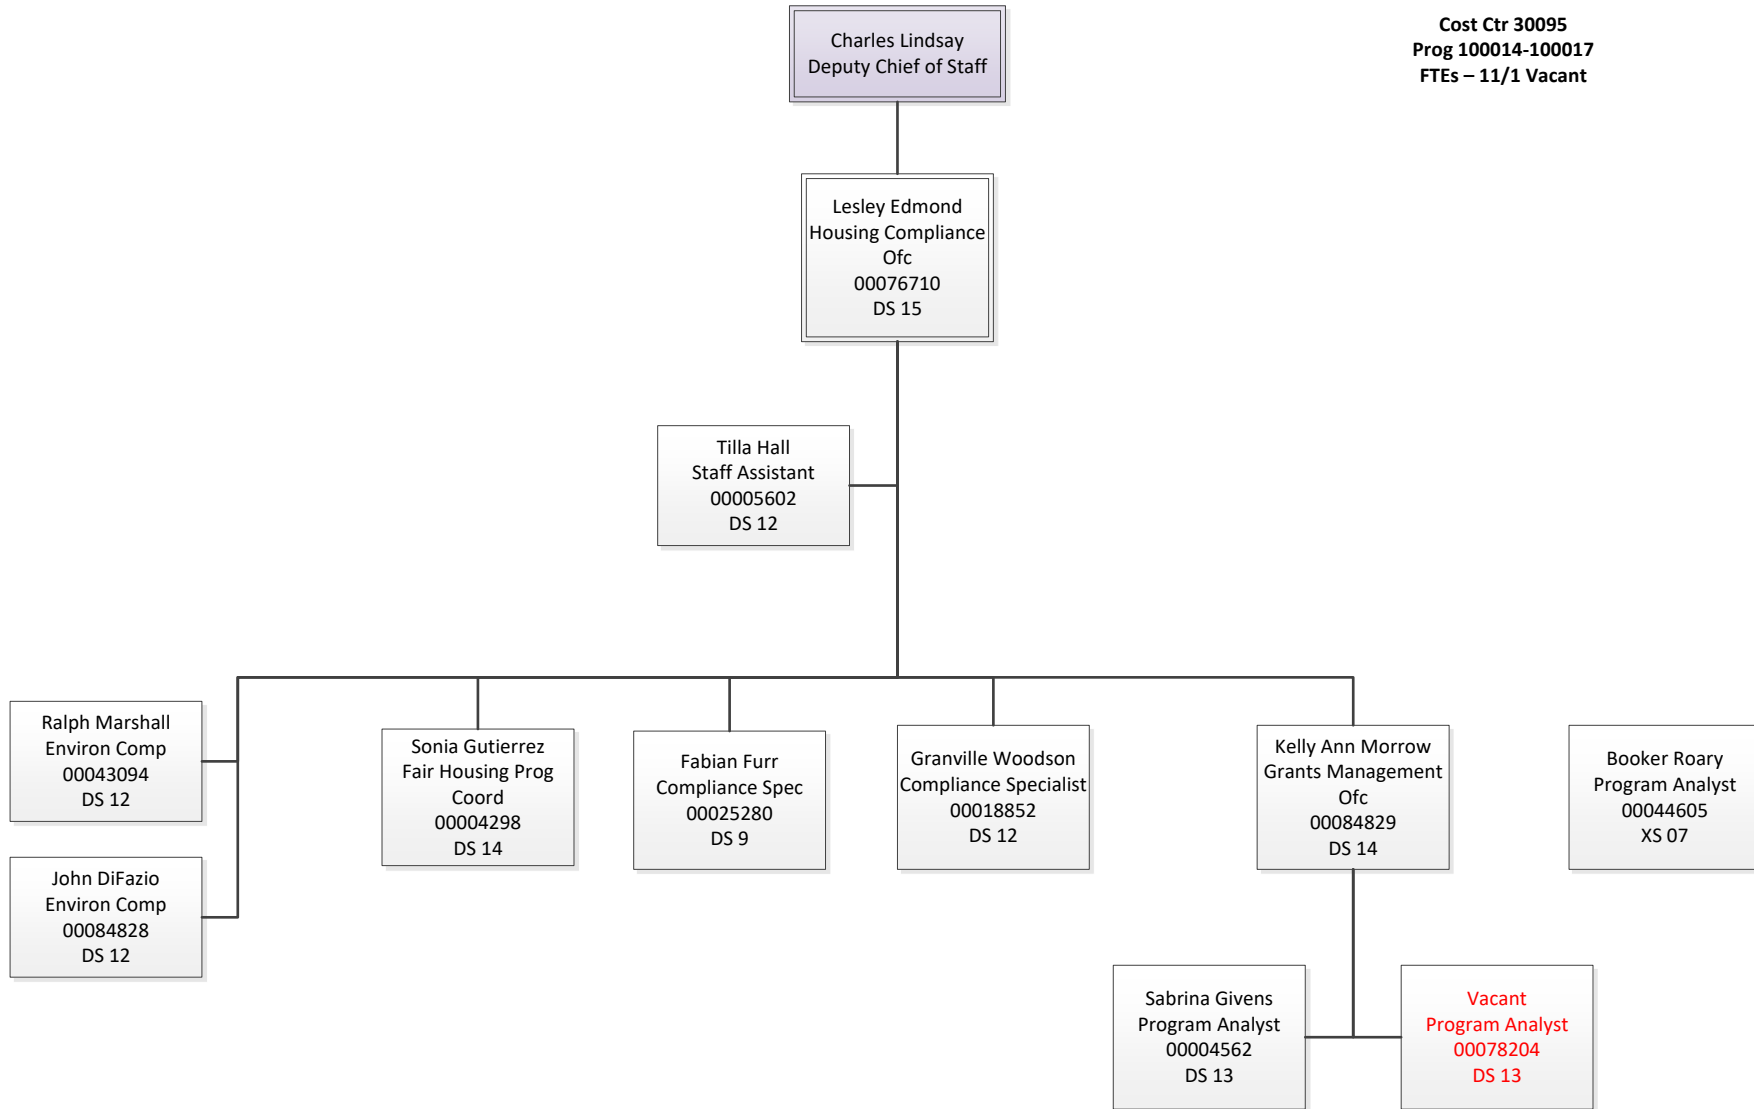 Charles Lindsay
Deputy Chief of Staff
Cost Ctr 30095
Prog 100014-100017
FTEs – 11/1 Vacant
Lesley Edmond
Housing Compliance
Ofc
00076710
DS 15
Tilla Hall
Staff Assistant
00005602
DS 12
Ralph Marshall
Environ Comp
00043094
DS 12
John DiFazio
Environ Comp
00084828
DS 12
Sonia Gutierrez
Fair Housing Prog
Coord
00004298
DS 14
Fabian Furr
Compliance Spec
00025280
DS 9
Granville Woodson
Compliance Specialist
00018852
DS 12
Kelly Ann Morrow
Grants Management
Ofc
00084829
DS 14
Booker Roary
Program Analyst
00044605
XS 07
Sabrina Givens
Program Analyst
00004562
DS 13
Vacant
Program Analyst
00078204
DS 13